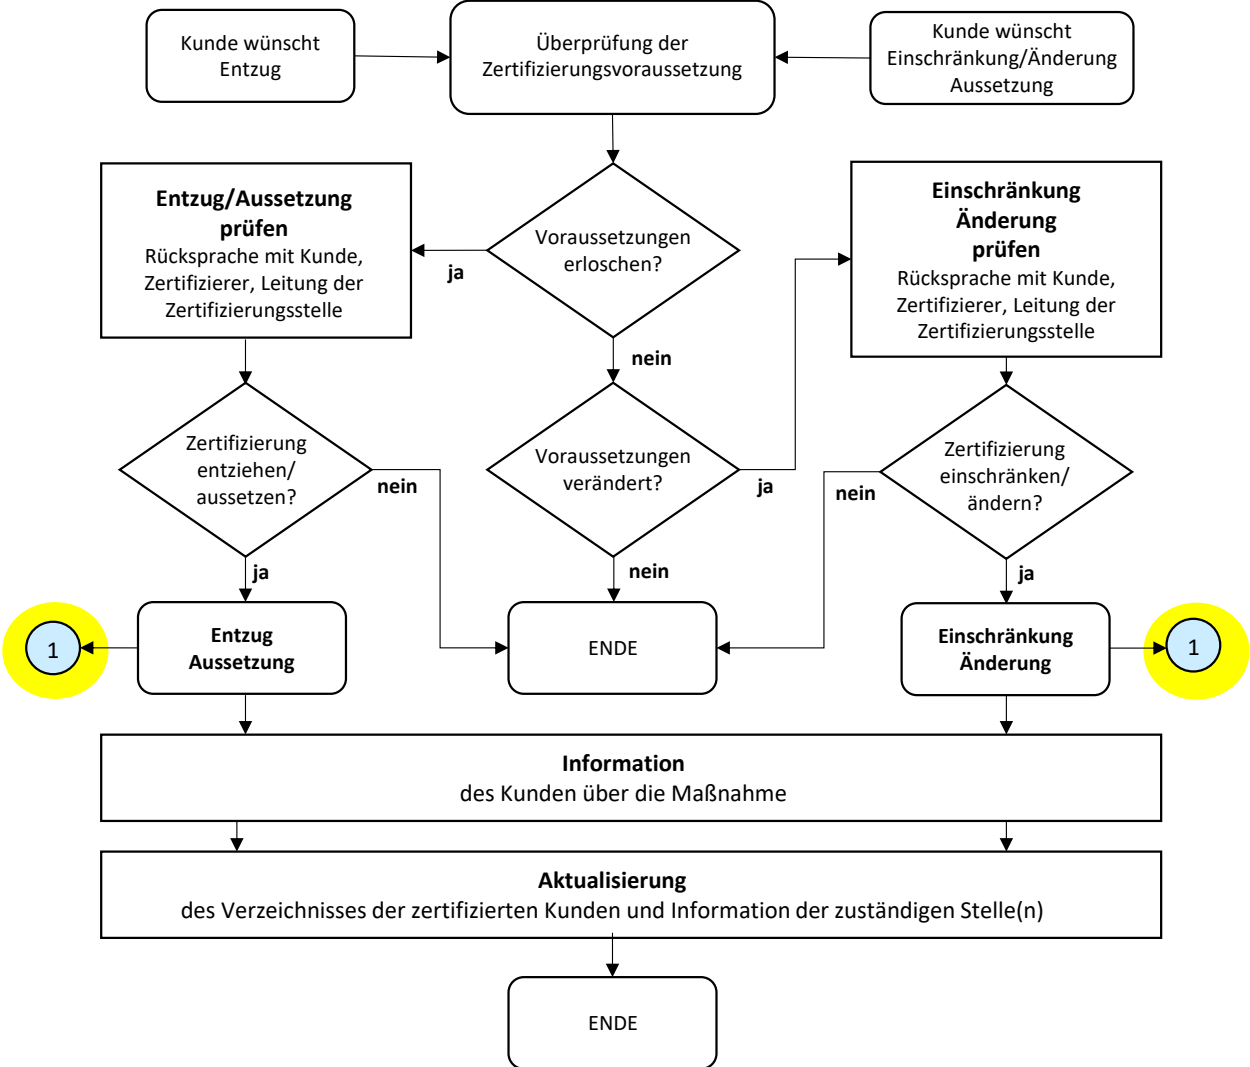 Kunde wünscht
Entzug
Überprüfung der
Zertifizierungsvoraussetzung
Kunde wünscht
Einschränkung/Änderung
Aussetzung
Entzug/Aussetzung
prüfen
Rücksprache mit Kunde,
Zertifizierer, Leitung der
Zertifizierungsstelle
ja
Voraussetzungen
erloschen?
nein
Einschränkung
Änderung
prüfen
Rücksprache mit Kunde,
Zertifizierer, Leitung der
Zertifizierungsstelle
Zertifizierung
entziehen/
aussetzen?
nein
ja
Voraussetzungen
verändert?
ja
nein
Zertifizierung
einschränken/
ändern?
nein
ja
1
Entzug
Aussetzung
ENDE
Einschränkung
Änderung
1
Information
des Kunden über die Maßnahme
Aktualisierung
des Verzeichnisses der zertifizierten Kunden und Information der zuständigen Stelle(n)
ENDE